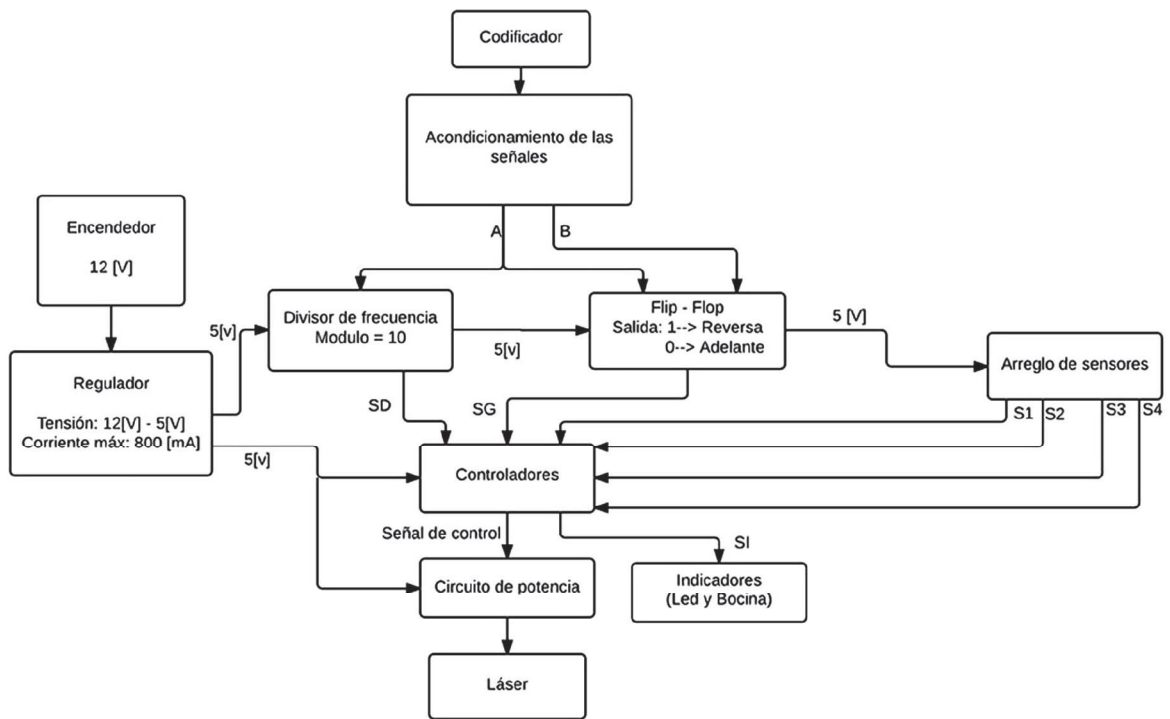 Codificador
Acondicionamiento de las
señales
A
B
Encendedor
12 [V]
Divisor de frecuencia
Modulo = 10
Flip - Flop
Salida: 1--> Reversa
0--> Adelante
5 [V]
5[v]
5[v]
Arreglo de sensores
Regulador
Tensión: 12[V] - 5[V]
Corriente máx: 800 [mA]
SD
SG
S1
S2
S3
S4
5[v]
Controladores
Señal de control
SI
Circuito de potencia
Indicadores
(Led y Bocina)
Láser